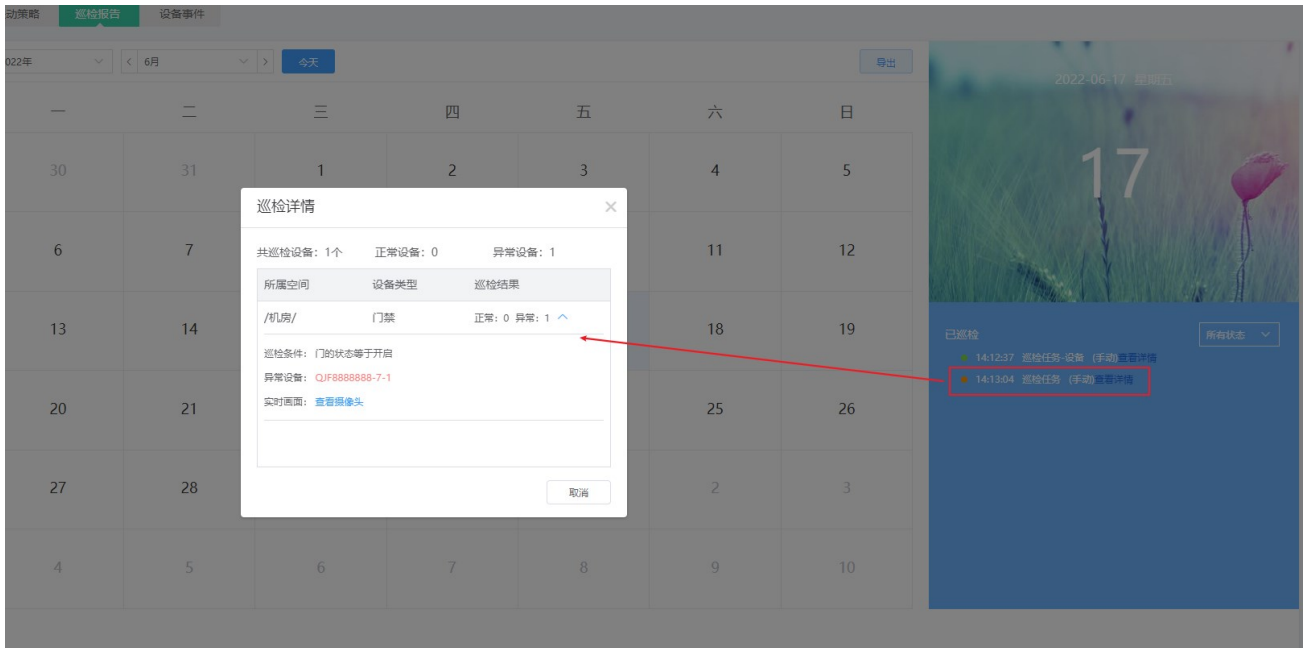 动策略 巡检报告 设备事件
022年 6月 今天 导出
2022-06-17 星期五
17
一 二 三 四 五 六 日
30 31 1 2 3 4 5
巡检详情
共巡检设备：1个 正常设备：0 异常设备：1
6 7 11 12
所属空间 设备类型 巡检结果
/机房/ 门禁 正常：0 异常：1
13 14 18 19
已巡检 所有状态
14:12:37 巡检任务-设备 (手动)查看详情
14:13:04 巡检任务 (手动)查看详情
巡检条件：门的状态等于开启
异常设备：QJF8888888-7-1
实时画面：查看摄像头
20 21 25 26
27 28 2 3
取消
4 5 6 7 8 9 10